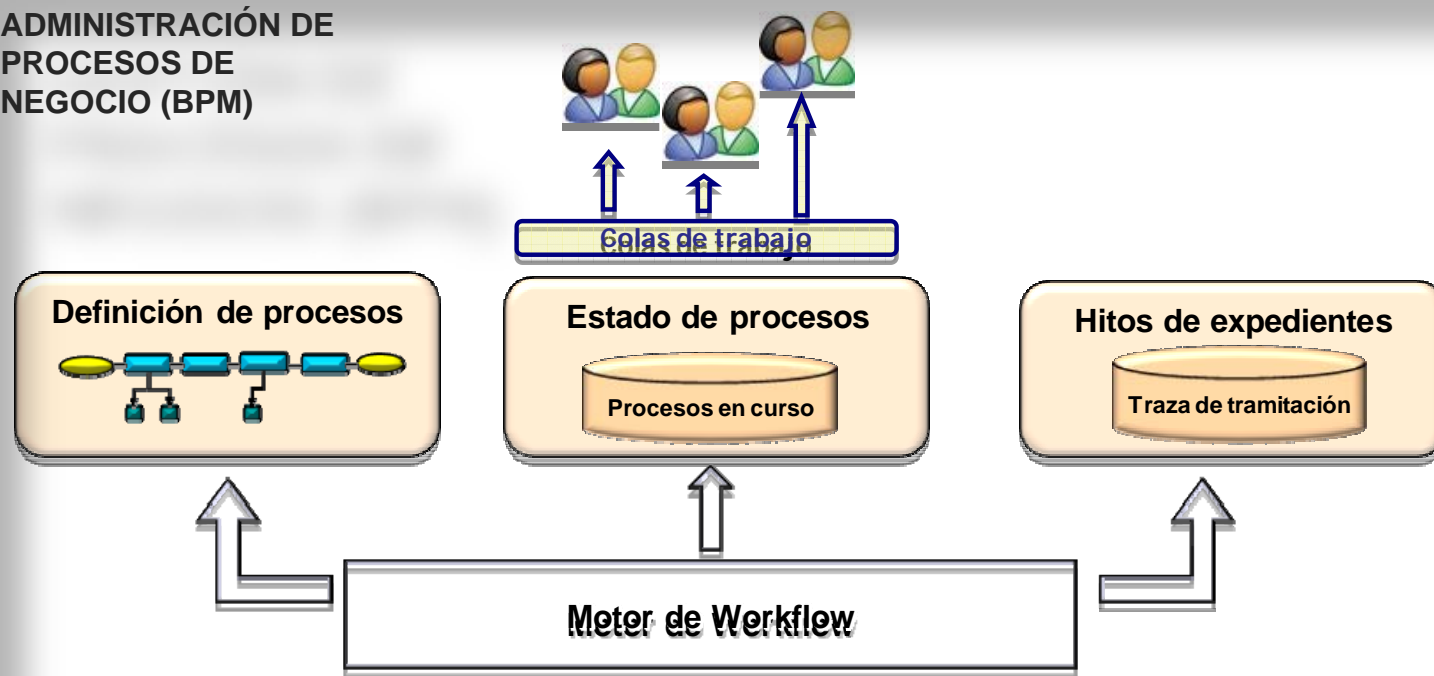 ADMINISTRACIÓN DE
PROCESOS DE
NEGOCIO (BPM)
Colas de trabajo
Definición de procesos
Estado de procesos
Procesos en curso
Hitos de expedientes
Traza de tramitación
Motor de Workflow